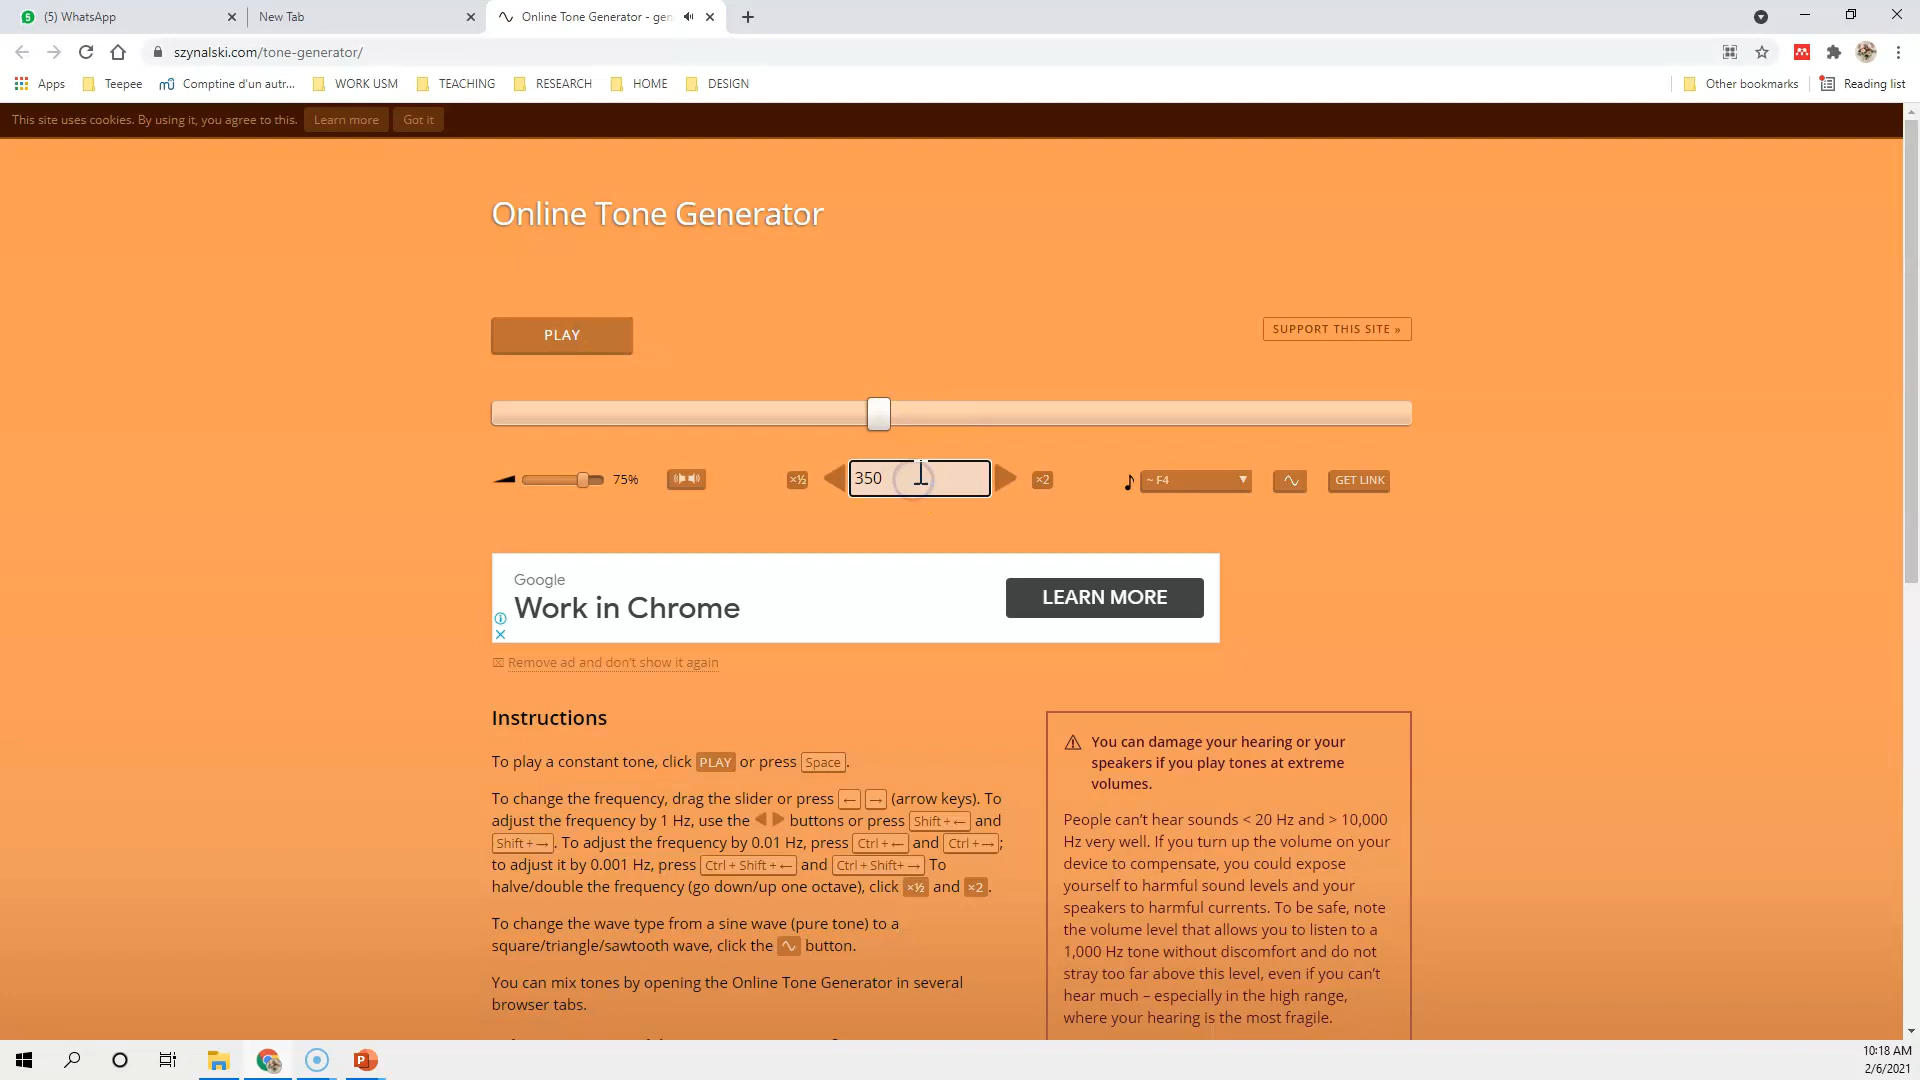 (5) WhatsApp
New Tab
Online Tone Generator - gen
szynalski.com/tone-generator/
Apps
Teepee
Comptine d'un autr...
WORK USM
TEACHING
RESEARCH
HOME
DESIGN
Other bookmarks
Reading list
This site uses cookies. By using it, you agree to this. Learn more Got it
Online Tone Generator
PLAY
SUPPORT THIS SITE »
75%
×½
350
×2
~ F4
GET LINK
Google
Work in Chrome
LEARN MORE
Remove ad and don't show it again
Instructions
To play a constant tone, click PLAY or press Space.
To change the frequency, drag the slider or press ← → (arrow keys). To
adjust the frequency by 1 Hz, use the ◀ ▶ buttons or press Shift + ← and
Shift + →. To adjust the frequency by 0.01 Hz, press Ctrl + ← and Ctrl + →;
to adjust it by 0.001 Hz, press Ctrl + Shift + ← and Ctrl + Shift+ → To
halve/double the frequency (go down/up one octave), click ×½ and ×2.
To change the wave type from a sine wave (pure tone) to a
square/triangle/sawtooth wave, click the ∿ button.
You can mix tones by opening the Online Tone Generator in several
browser tabs.
You can damage your hearing or your
speakers if you play tones at extreme
volumes.
People can't hear sounds < 20 Hz and > 10,000
Hz very well. If you turn up the volume on your
device to compensate, you could expose
yourself to harmful sound levels and your
speakers to harmful currents. To be safe, note
the volume level that allows you to listen to a
1,000 Hz tone without discomfort and do not
stray too far above this level, even if you can't
hear much – especially in the high range,
where your hearing is the most fragile.
10:18 AM
2/6/2021